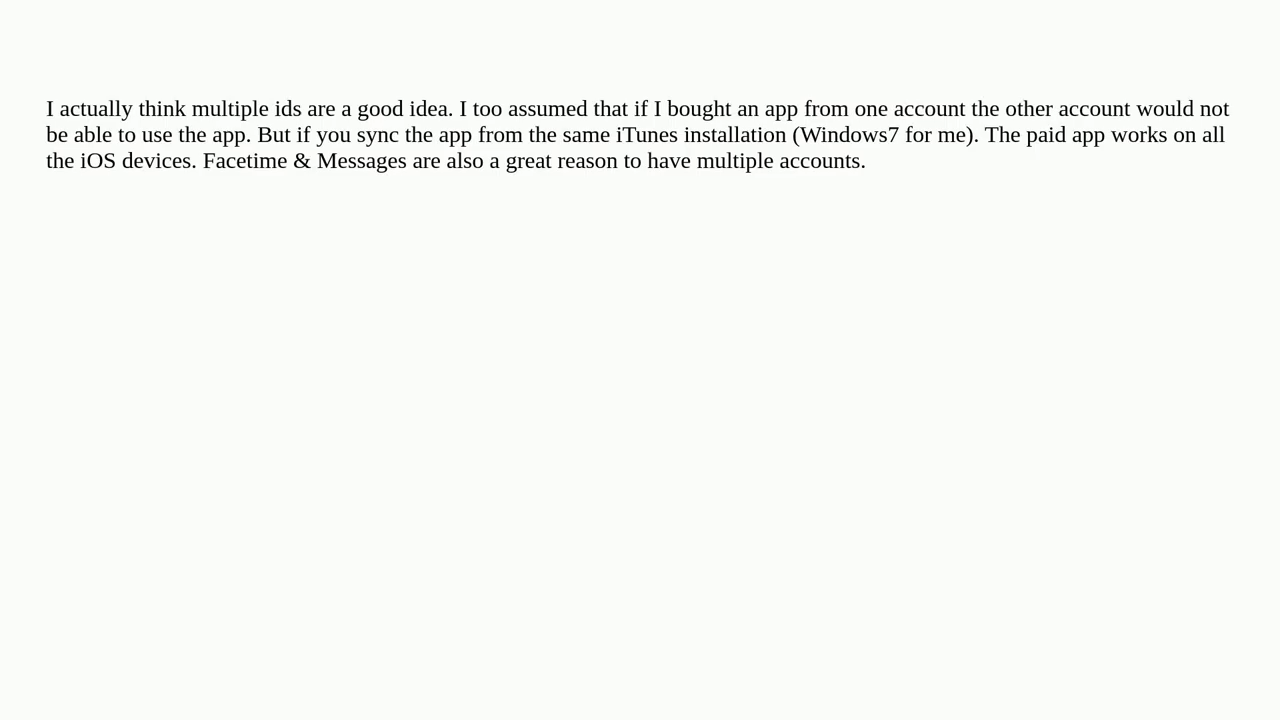 I actually think multiple ids are a good idea. I too assumed that if I bought an app from one account the other account would not
be able to use the app. But if you sync the app from the same iTunes installation (Windows7 for me). The paid app works on all
the iOS devices. Facetime & Messages are also a great reason to have multiple accounts.